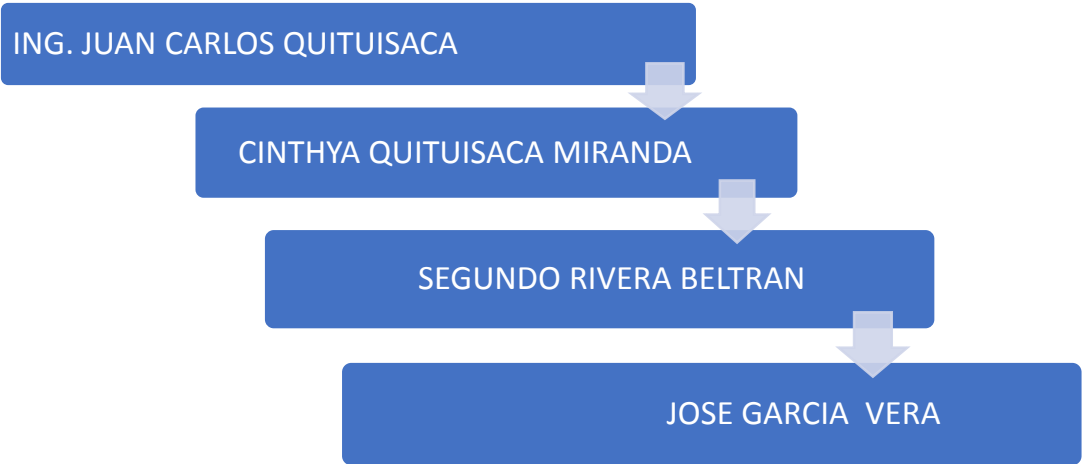 ING. JUAN CARLOS QUITUISACA
CINTHYA QUITUISACA MIRANDA
SEGUNDO RIVERA BELTRAN
JOSE GARCIA  VERA